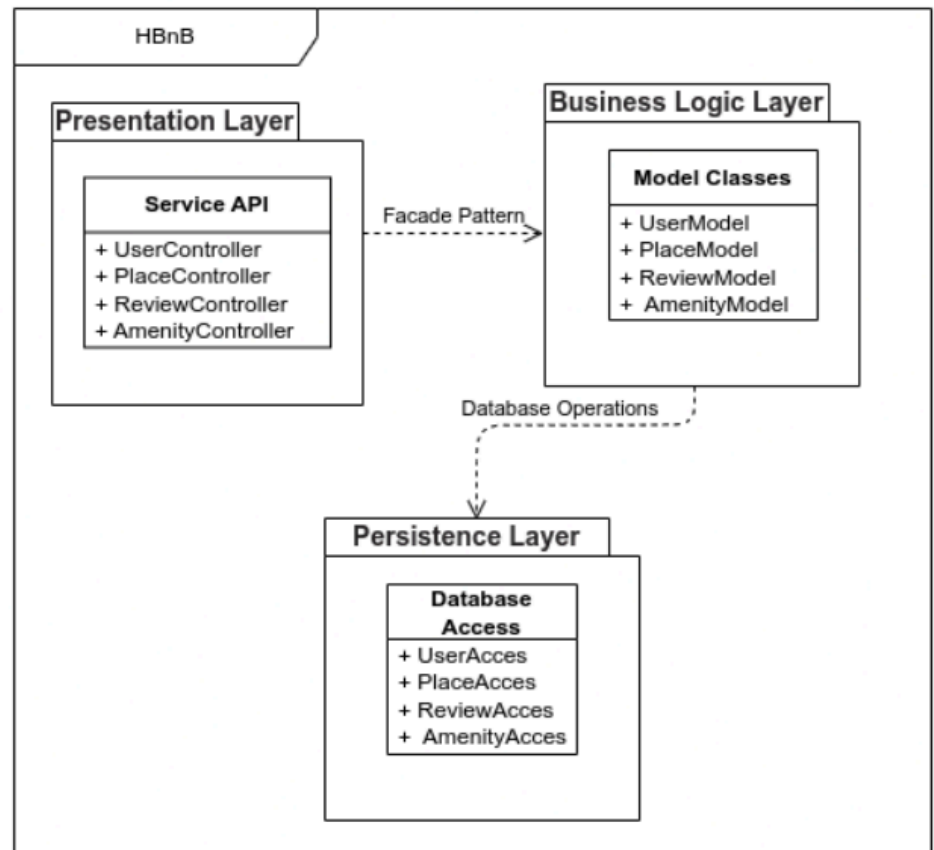 HBnB
Presentation Layer
Service API
+ UserController
+ PlaceController
+ ReviewController
+ AmenityController
Facade Pattern
Business Logic Layer
Model Classes
+ UserModel
+ PlaceModel
+ ReviewModel
+ AmenityModel
Database Operations
Persistence Layer
Database
Access
+ UserAcces
+ PlaceAcces
+ ReviewAcces
+ AmenityAcces